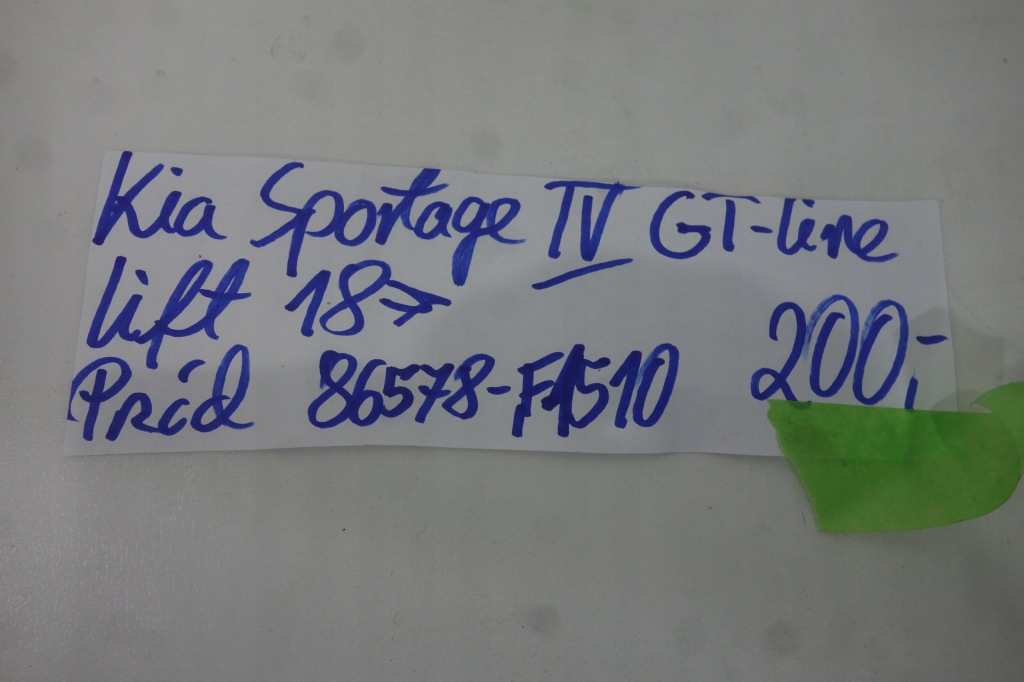 Kia Sportage IV GT-line
lift 18→
Przód 86578-F1510 200,-